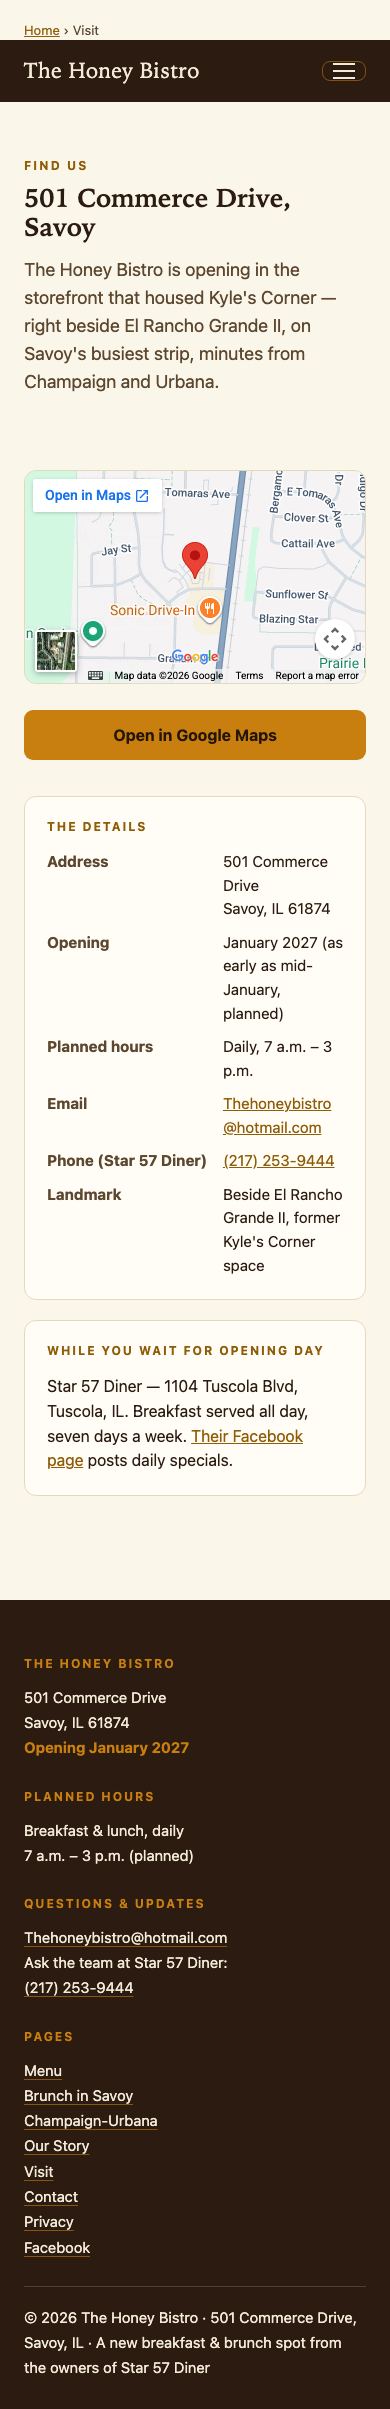 Home › Visit
The Honey Bistro
FIND US
501 Commerce Drive,
Savoy
The Honey Bistro is opening in the
storefront that housed Kyle's Corner —
right beside El Rancho Grande II, on
Savoy's busiest strip, minutes from
Champaign and Urbana.
Open in Maps
Tomaras Ave
E Tomaras Ave
Clover St
Cattail Ave
Jay St
Sunflower St
Sonic Drive-In
Blazing Star
Google
Prairie
Map data ©2026 Google Terms Report a map error
Open in Google Maps
THE DETAILS
Address 501 Commerce
Drive
Savoy, IL 61874
Opening January 2027 (as
early as mid-
January,
planned)
Planned hours Daily, 7 a.m. – 3
p.m.
Email Thehoneybistro
@hotmail.com
Phone (Star 57 Diner) (217) 253-9444
Landmark Beside El Rancho
Grande II, former
Kyle's Corner
space
WHILE YOU WAIT FOR OPENING DAY
Star 57 Diner — 1104 Tuscola Blvd,
Tuscola, IL. Breakfast served all day,
seven days a week. Their Facebook
page posts daily specials.
THE HONEY BISTRO
501 Commerce Drive
Savoy, IL 61874
Opening January 2027
PLANNED HOURS
Breakfast & lunch, daily
7 a.m. – 3 p.m. (planned)
QUESTIONS & UPDATES
Thehoneybistro@hotmail.com
Ask the team at Star 57 Diner:
(217) 253-9444
PAGES
Menu
Brunch in Savoy
Champaign-Urbana
Our Story
Visit
Contact
Privacy
Facebook
© 2026 The Honey Bistro · 501 Commerce Drive,
Savoy, IL · A new breakfast & brunch spot from
the owners of Star 57 Diner